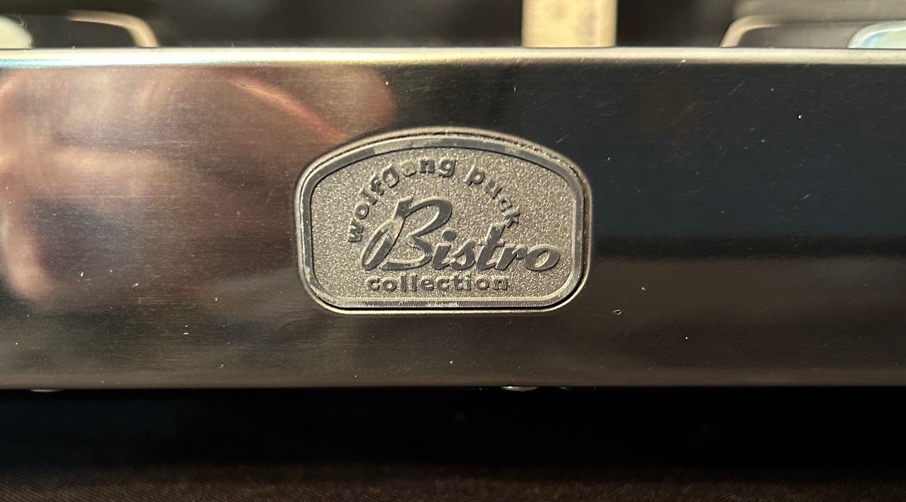 wolfgang puck
Bistro
collection